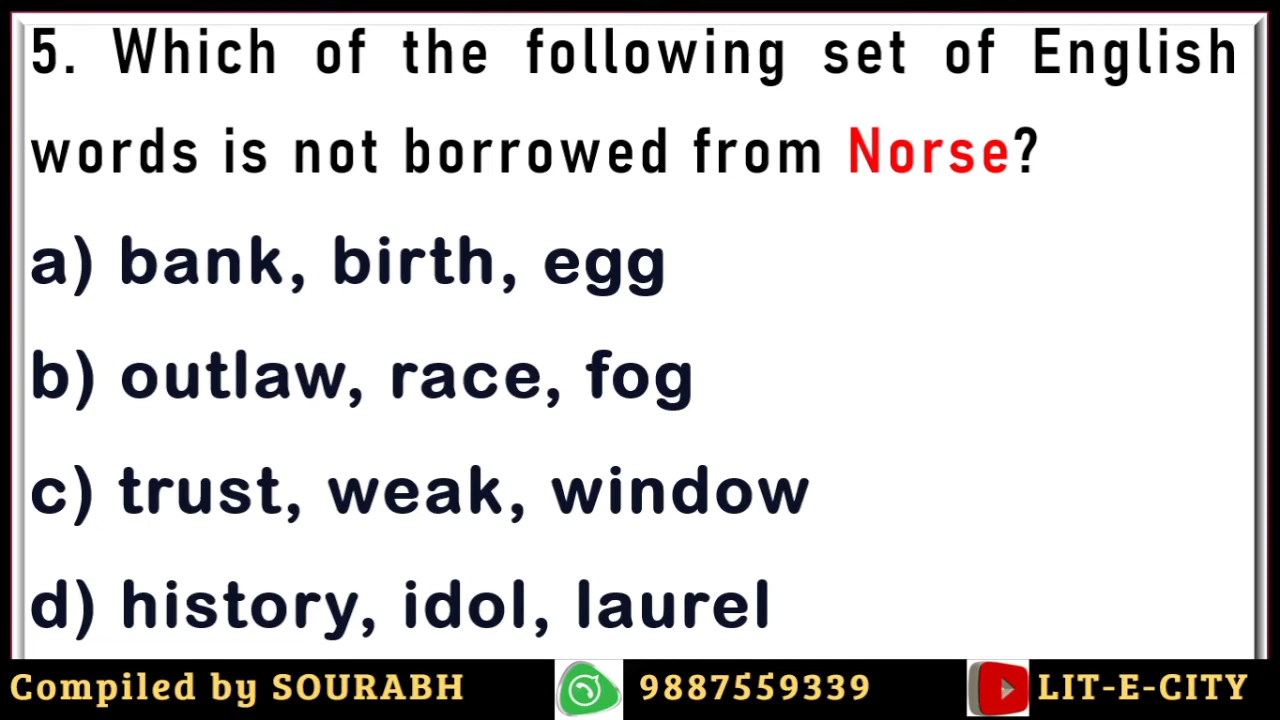 5. Which of the following set of English
words is not borrowed from Norse?
a) bank, birth, egg
b) outlaw, race, fog
c) trust, weak, window
d) history, idol, laurel
Compiled by SOURABH 9887559339 LIT-E-CITY